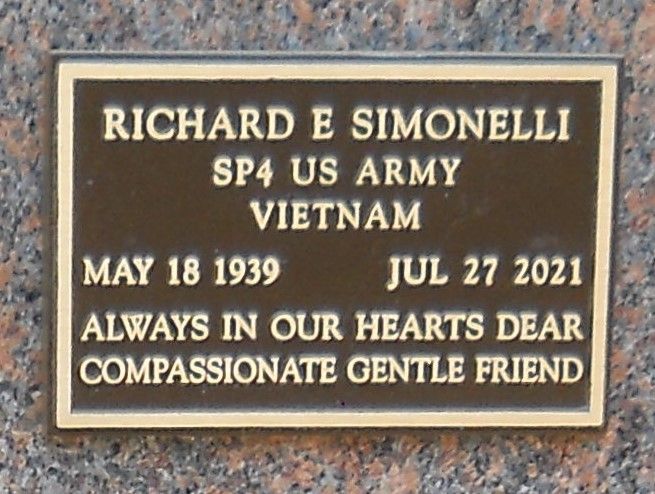 RICHARD E SIMONELLI
SP4 US ARMY
VIETNAM
MAY 18 1939 JUL 27 2021
ALWAYS IN OUR HEARTS DEAR
COMPASSIONATE GENTLE FRIEND